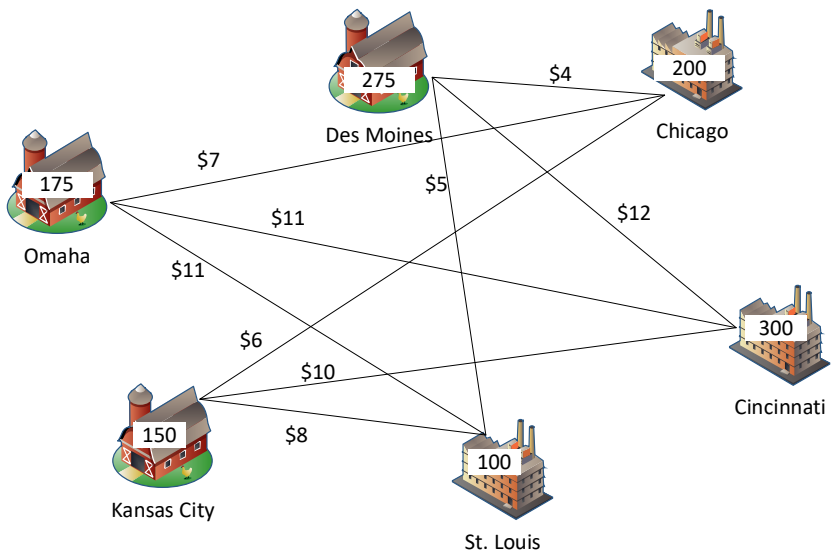 275
$4
200
Des Moines
Chicago
$7
175
$5
$11
$12
Omaha
$11
$6
300
$10
Cincinnati
150
$8
100
Kansas City
St. Louis